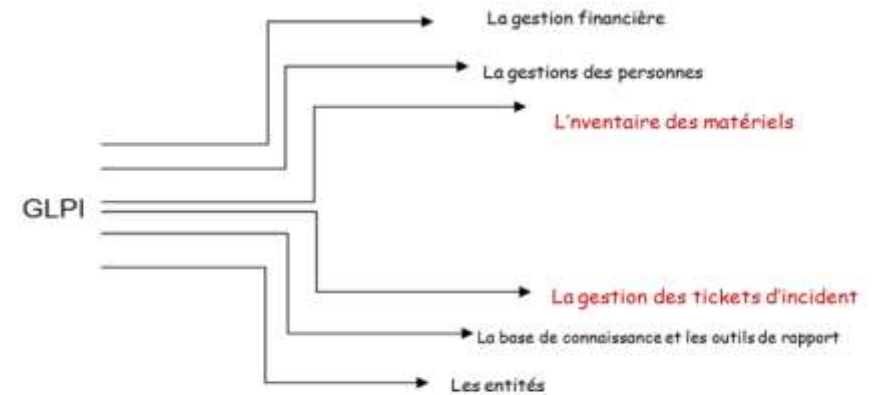 La gestion financière
La gestions des personnes
L'nventaire des matériels
GLPI
La gestion des tickets d'incident
La base de connaissance et les outils de rapport
Les entités